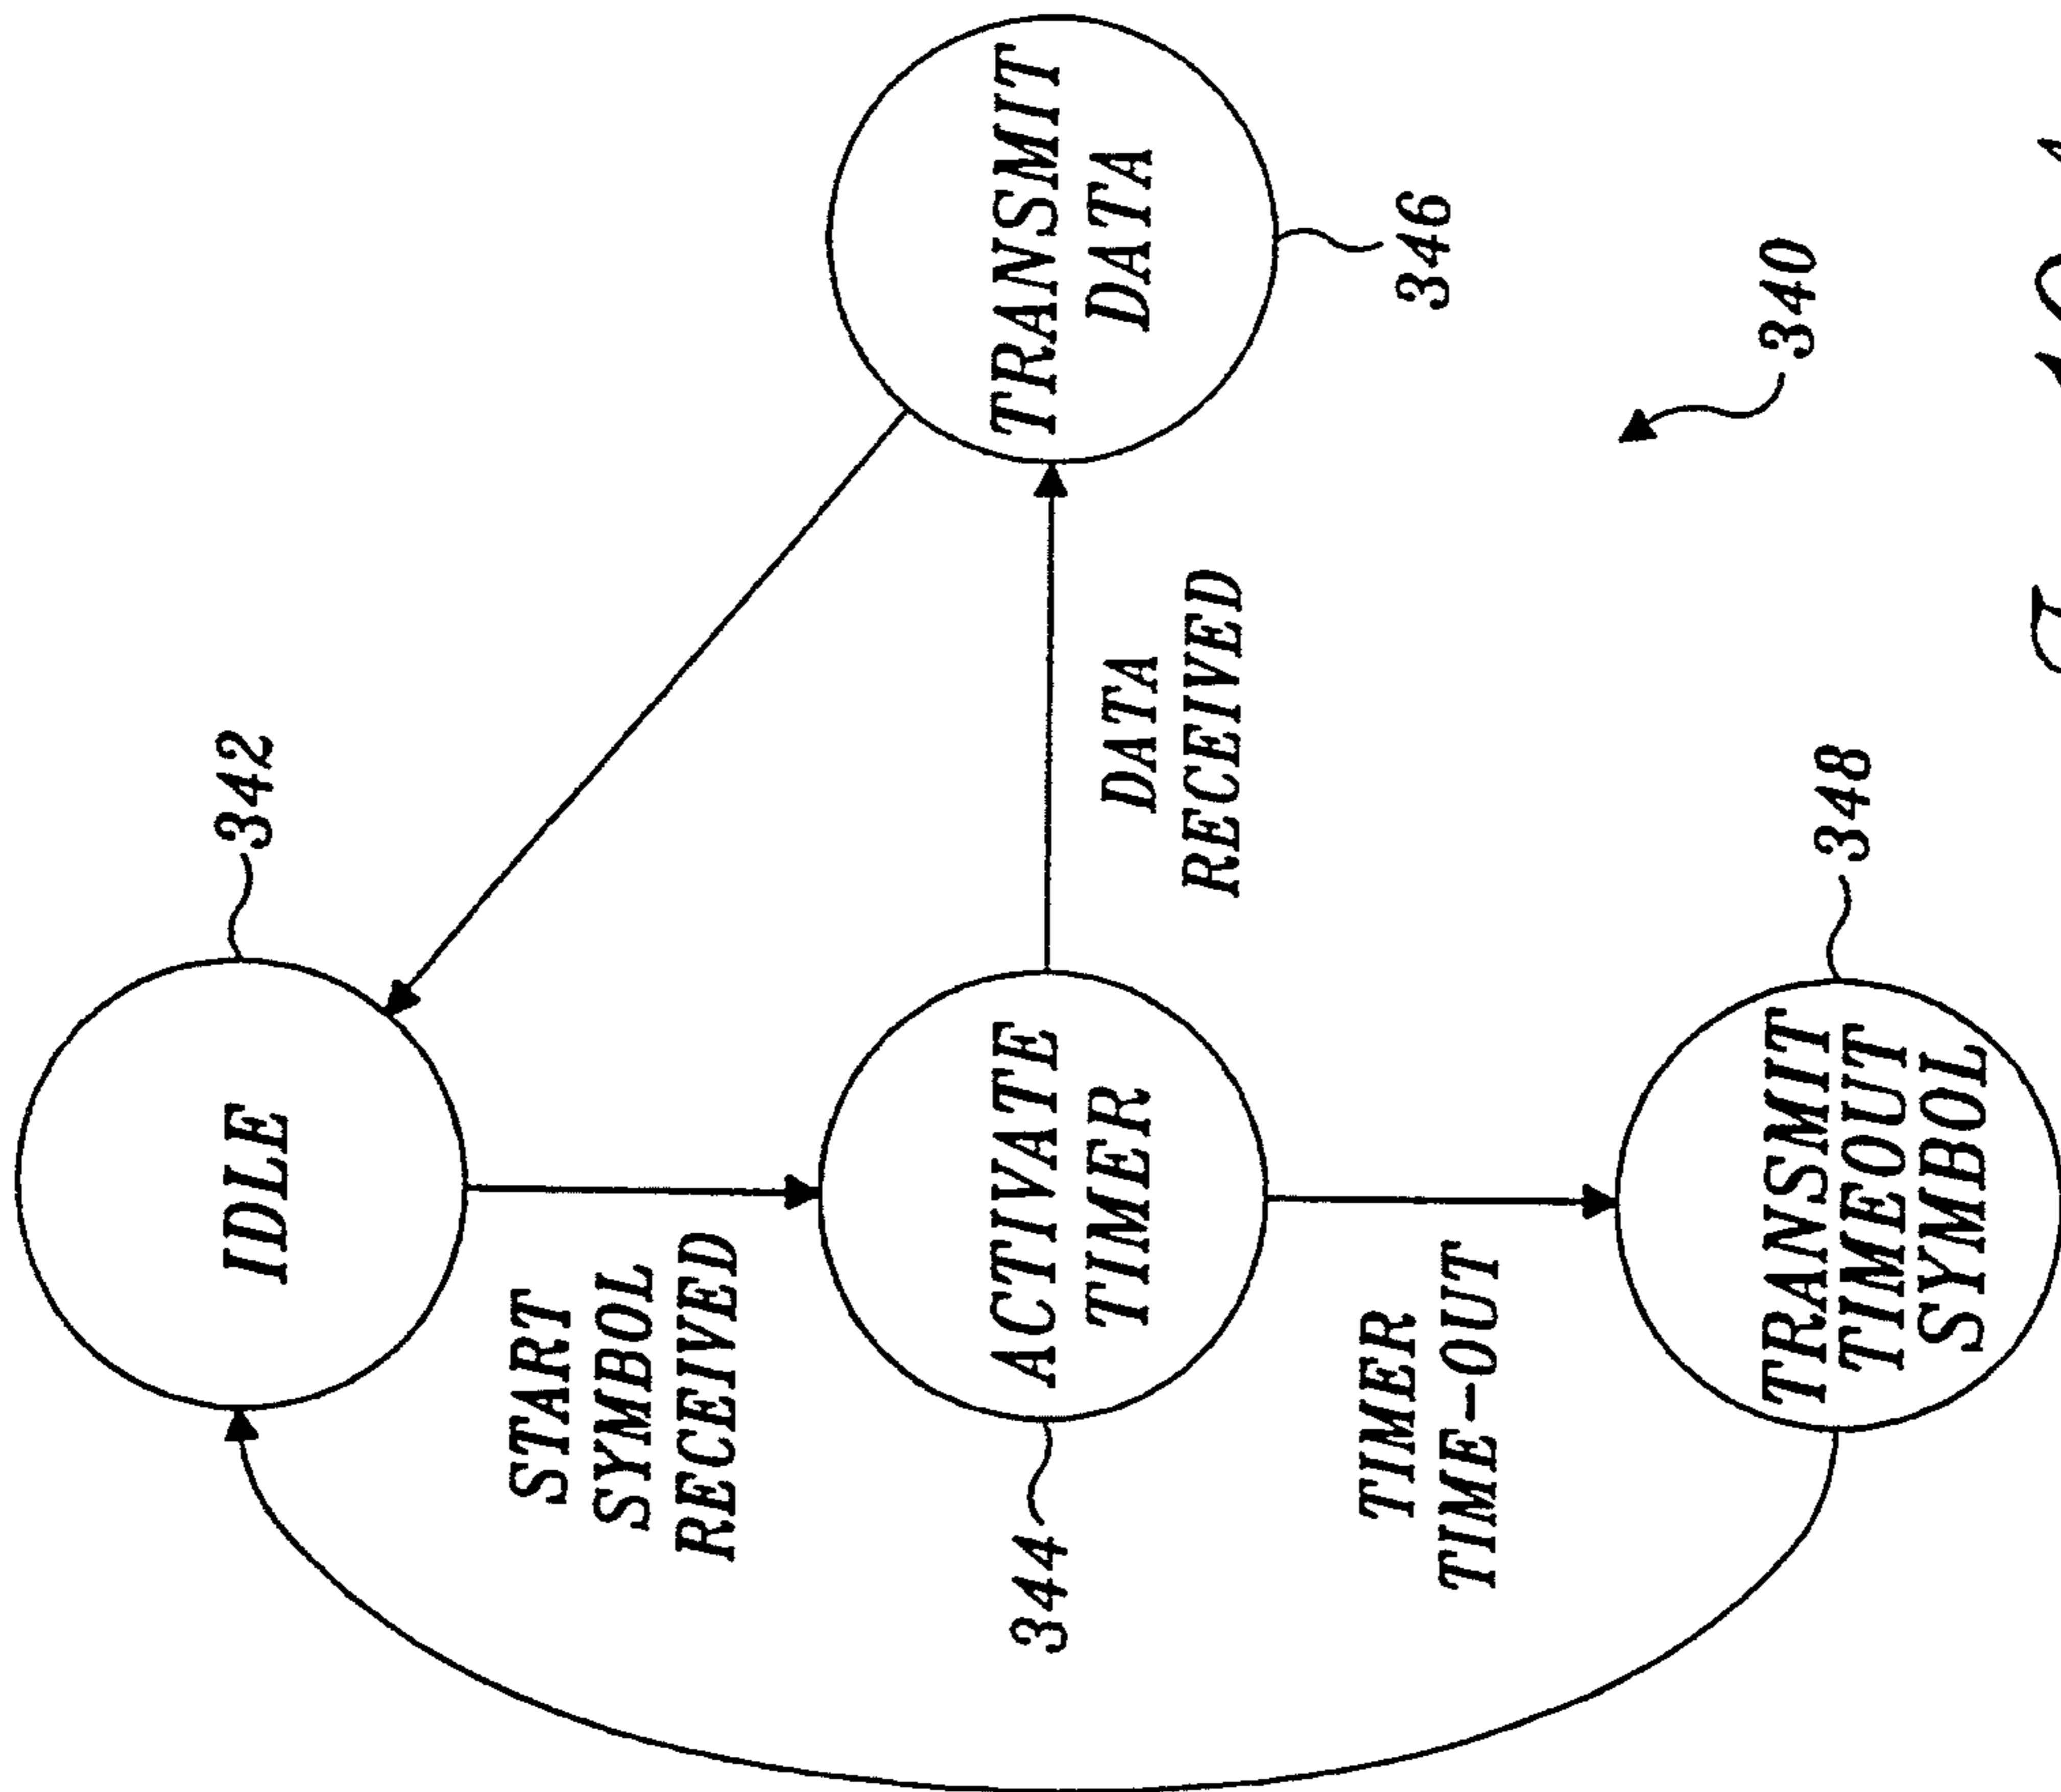 IDLE
342
START
SYMBOL
RECEIVED
ACTIVATE
TIMER
344
DATA
RECEIVED
TRANSMIT
DATA
346
TIMER
TIME-OUT
TRANSMIT
TIMEOUT
SYMBOL
348
340